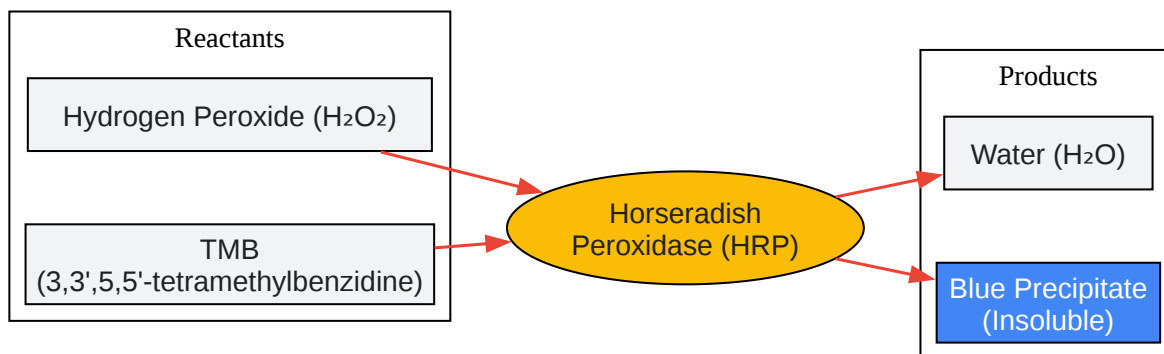 Reactants
Hydrogen Peroxide (H₂O₂)
TMB
(3,3',5,5'-tetramethylbenzidine)
Horseradish
Peroxidase (HRP)
Products
Water (H₂O)
Blue Precipitate
(Insoluble)